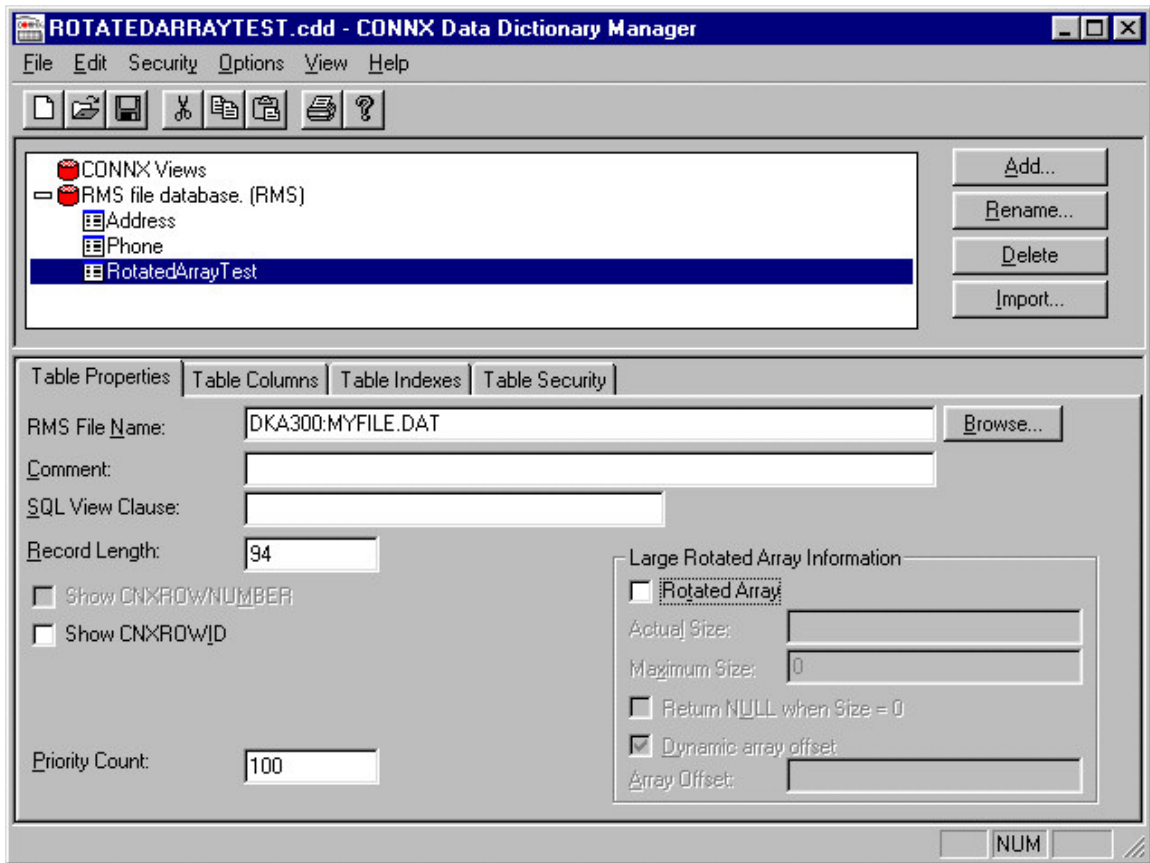 ROTATEDARRAYTEST.cdd - CONNX Data Dictionary Manager
File Edit Security Options View Help
CONNX Views
RMS file database. (RMS)
Address
Phone
RotatedArrayTest
Add...
Rename...
Delete
Import...
Table Properties Table Columns Table Indexes Table Security
RMS File Name: DKA300:MYFILE.DAT Browse...
Comment:
SQL View Clause:
Record Length: 94
Show CNXROWNUMBER
Show CNXROWID
Priority Count: 100
Large Rotated Array Information
Rotated Array
Actual Size:
Maximum Size: 0
Return NULL when Size = 0
Dynamic array offset
Array Offset:
NUM